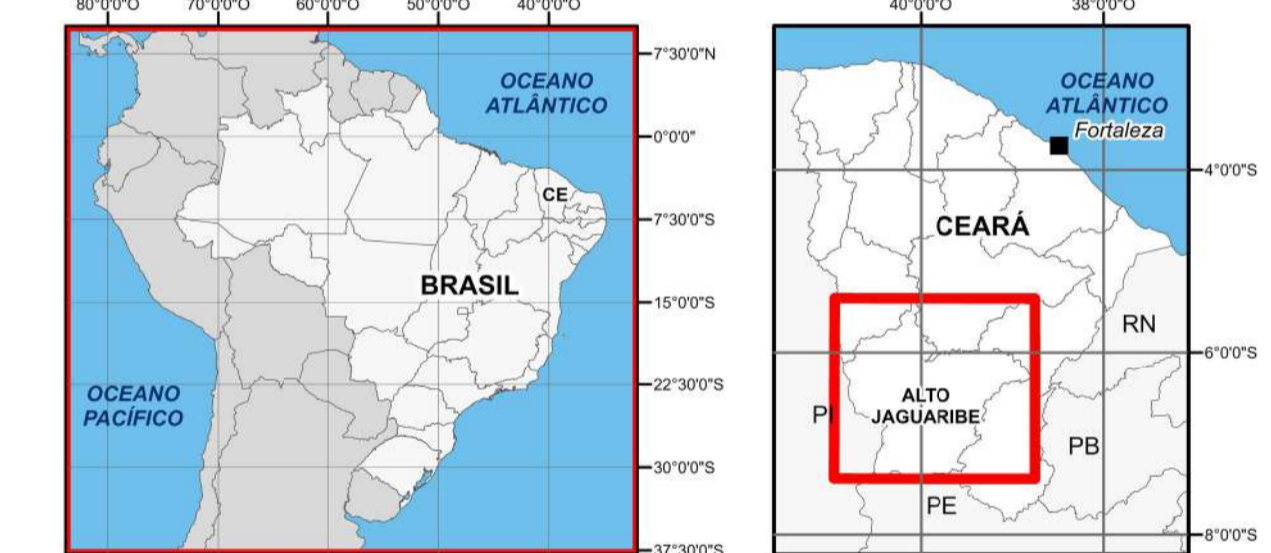 80°0'0"O 70°0'0"O 60°0'0"O 50°0'0"O 40°0'0"O
7°30'0"N
OCEANO
ATLÂNTICO
0°0'0"
CE
7°30'0"S
BRASIL
15°0'0"S
22°30'0"S
OCEANO
PACÍFICO
30°0'0"S
37°30'0"S
40°0'0"O 38°0'0"O
OCEANO
ATLÂNTICO
Fortaleza
4°0'0"S
CEARÁ
RN
6°0'0"S
ALTO
JAGUARIBE
PI
PB
PE
8°0'0"S